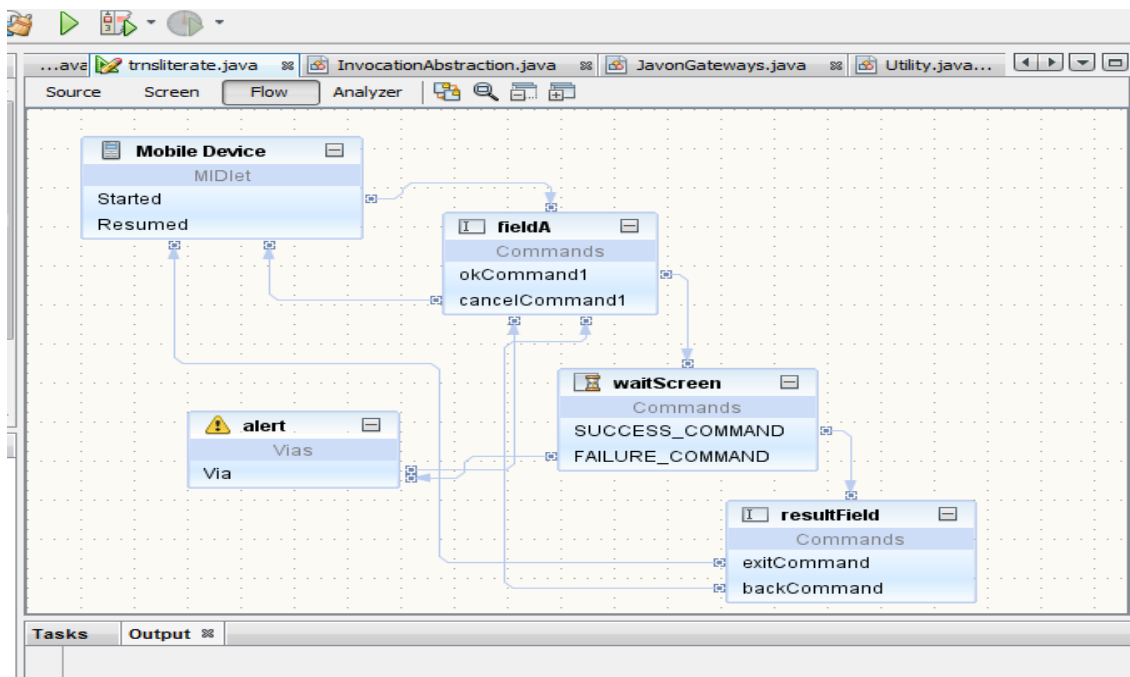 ...ava trnsliterate.java InvocationAbstraction.java JavonGateways.java Utility.java...
Source Screen Flow Analyzer
Mobile Device
MIDlet
Started
Resumed
fieldA
Commands
okCommand1
cancelCommand1
waitScreen
Commands
SUCCESS_COMMAND
FAILURE_COMMAND
alert
Vias
Via
resultField
Commands
exitCommand
backCommand
Tasks Output